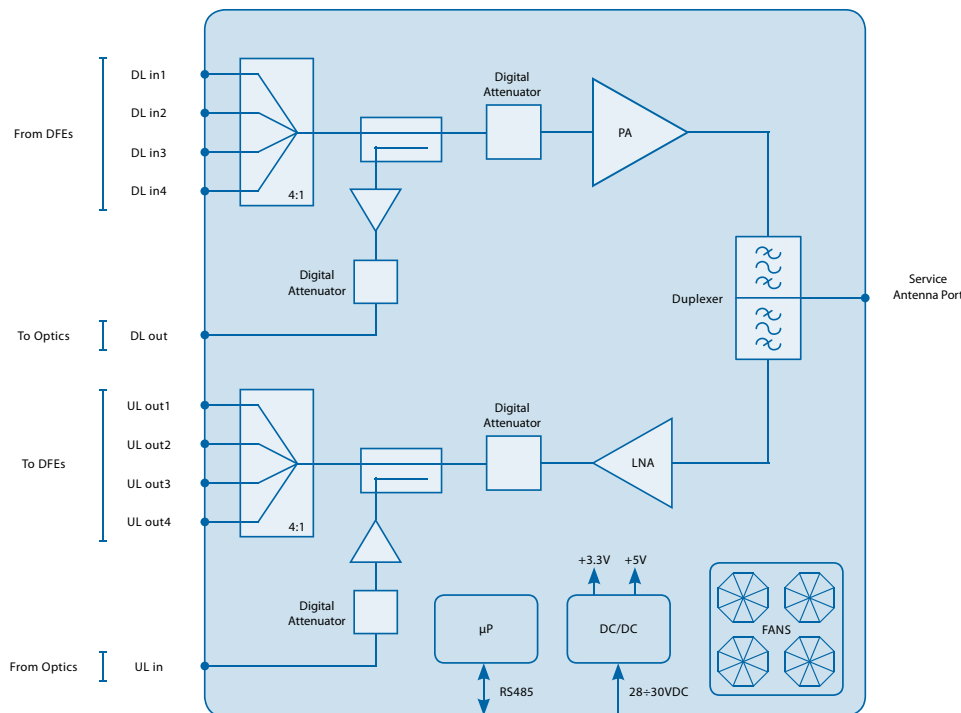 From DFEs
DL in1
DL in2
DL in3
DL in4
4:1
Digital
Attenuator
PA
Digital
Attenuator
To Optics
DL out
Duplexer
Service
Antenna Port
To DFEs
UL out1
UL out2
UL out3
UL out4
4:1
Digital
Attenuator
LNA
Digital
Attenuator
From Optics
UL in
µP
RS485
+3.3V
+5V
DC/DC
28÷30VDC
FANS